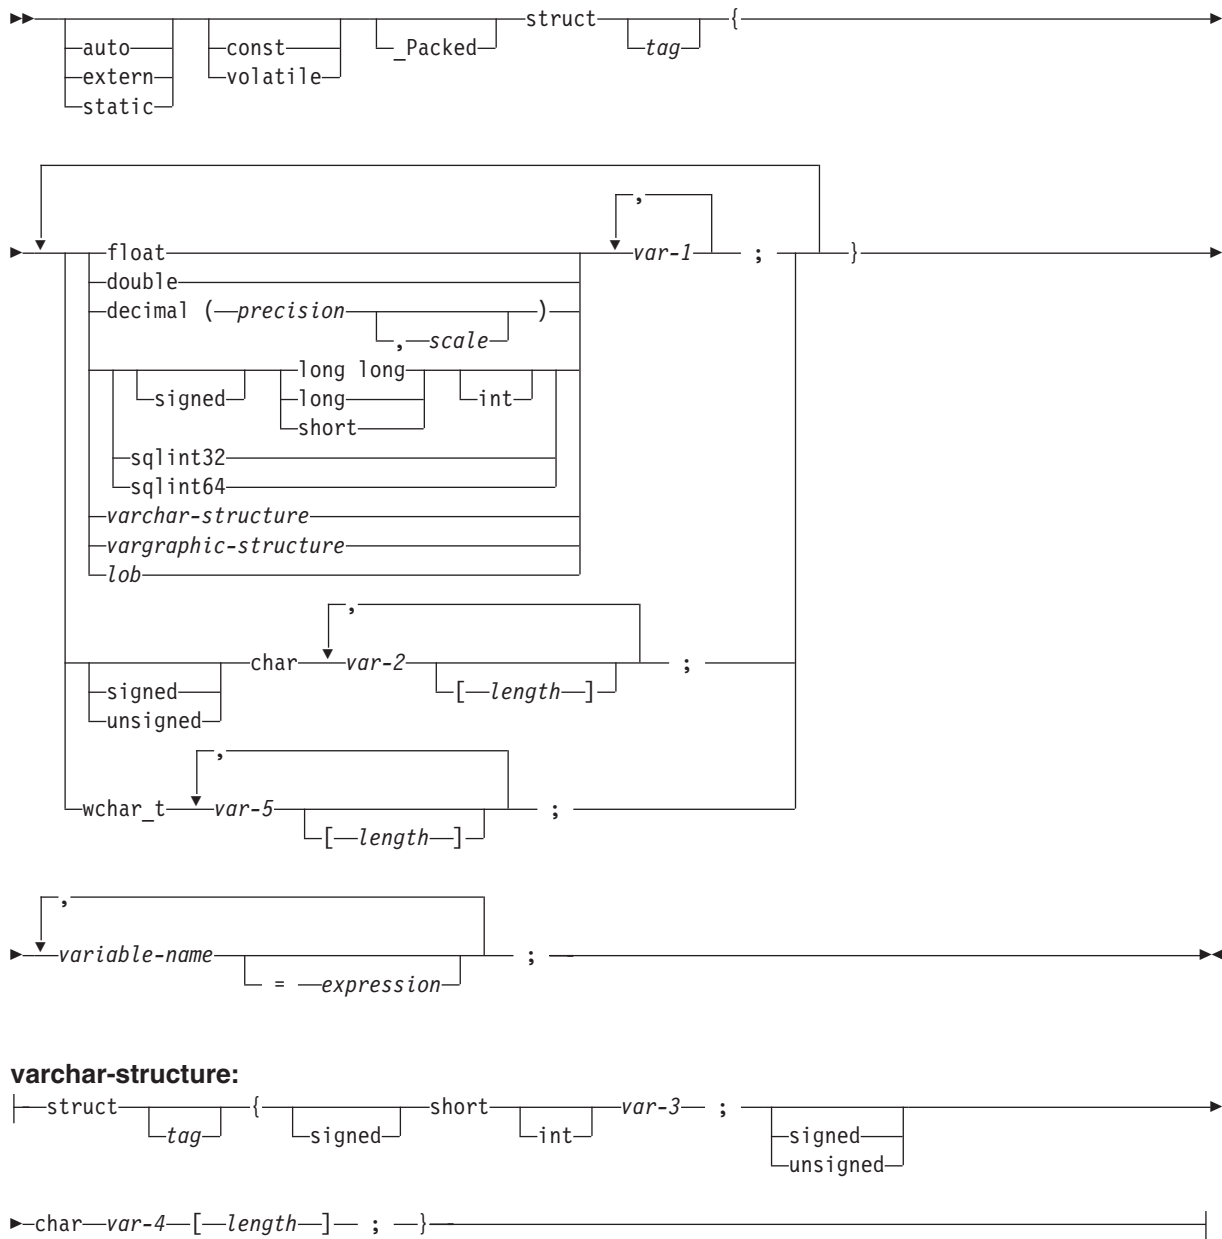 struct {
auto const _Packed tag
extern volatile
static
,
float var-1 ; }
double
decimal ( precision )
, scale
long long
signed long int
short
sqlint32
sqlint64
varchar-structure
vargraphic-structure
lob
,
char var-2 ;
signed [ length ]
unsigned
,
wchar_t var-5 ;
[ length ]
,
variable-name ;
= expression
varchar-structure:
struct { short var-3 ;
tag signed int signed
unsigned
char var-4 [ length ] ; }